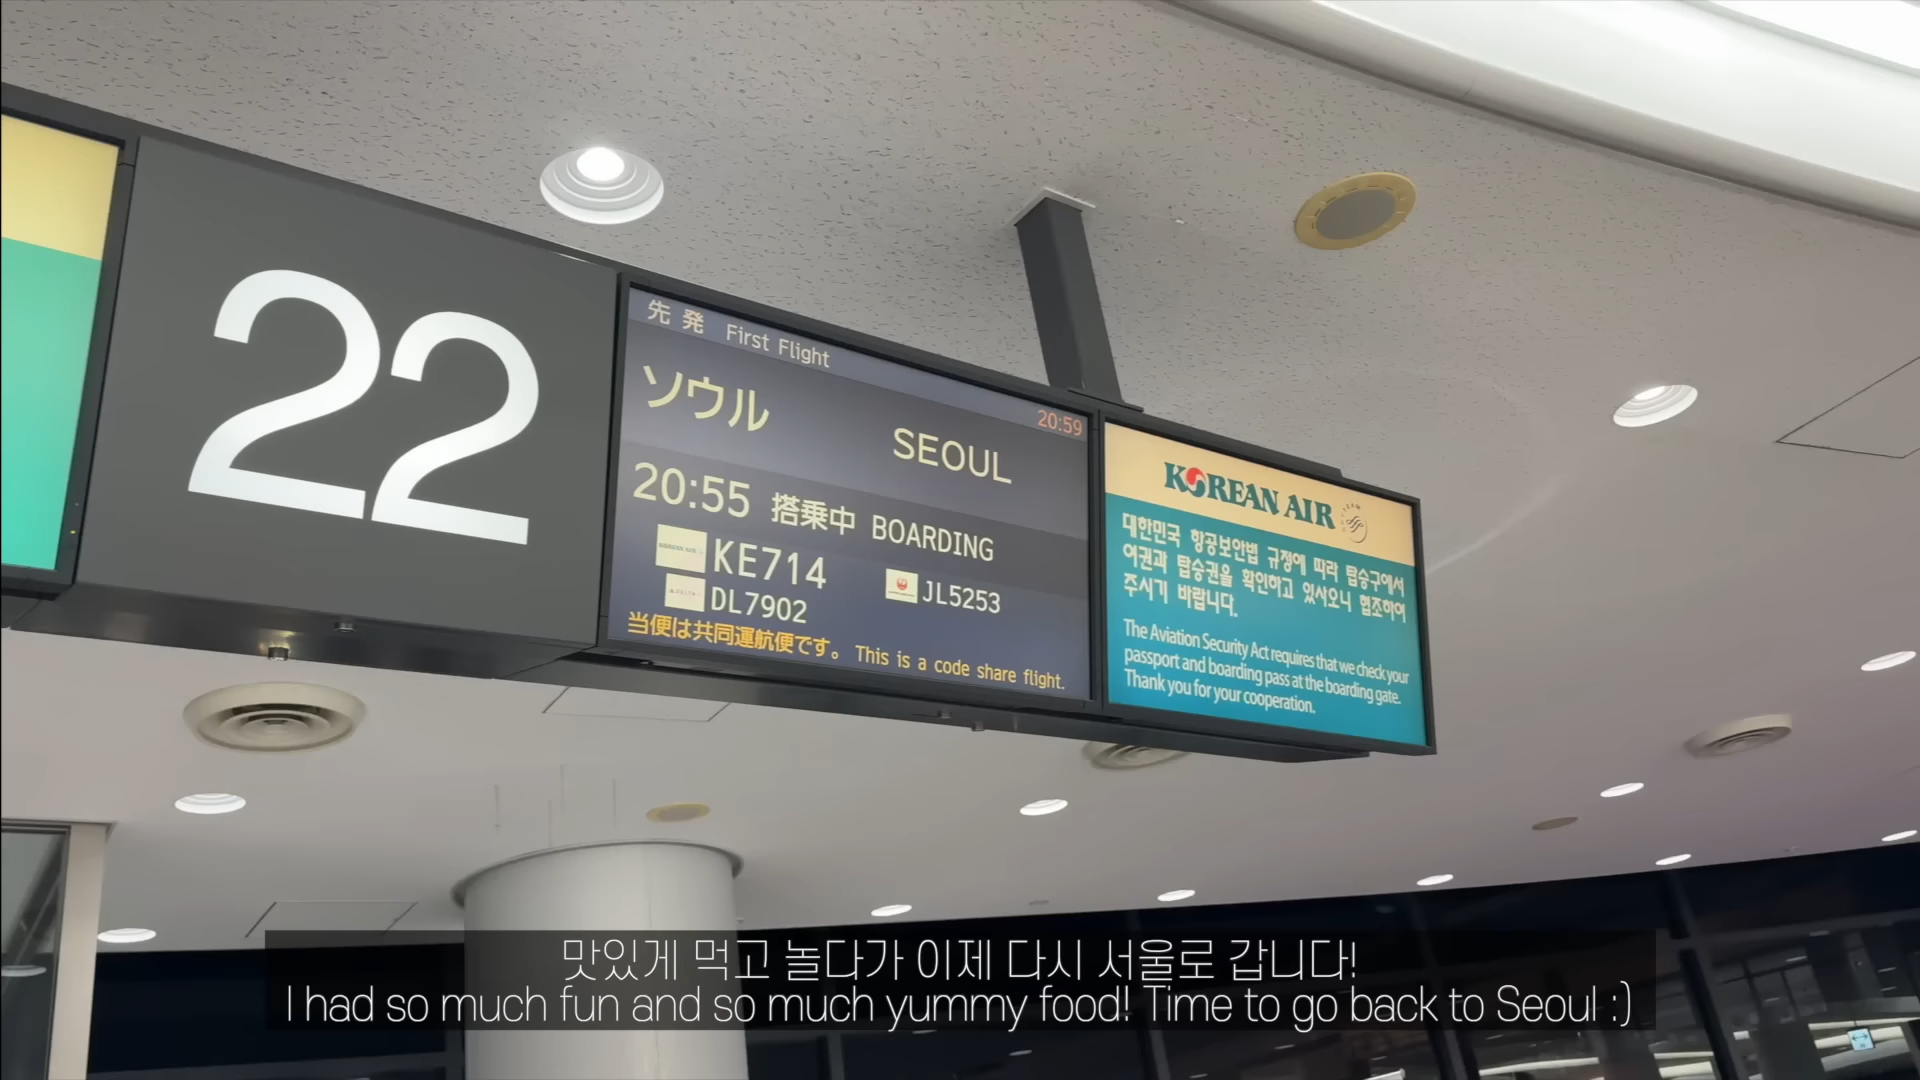 22
先発 First Flight
20:59
ソウル SEOUL
20:55 搭乗中 BOARDING
KOREAN AIR KE714
JL5253
DELTA DL7902
当便は共同運航便です。 This is a code share flight.
KOREAN AIR
SKYTEAM
대한민국 항공보안법 규정에 따라 탑승구에서
여권과 탑승권을 확인하고 있사오니 협조하여
주시기 바랍니다.
The Aviation Security Act requires that we check your
passport and boarding pass at the boarding gate.
Thank you for your cooperation.
맛있게 먹고 놀다가 이제 다시 서울로 갑니다!
I had so much fun and so much yummy food! Time to go back to Seoul :)